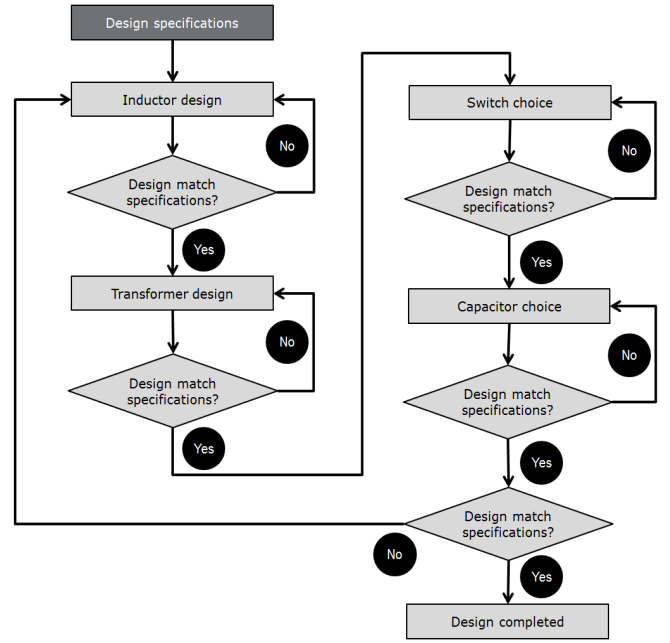 Design specifications
Inductor design
No
Design match
specifications?
Yes
Transformer design
No
Design match
specifications?
Yes
Switch choice
No
Design match
specifications?
Yes
Capacitor choice
No
Design match
specifications?
Yes
Design match
specifications?
No
Yes
Design completed